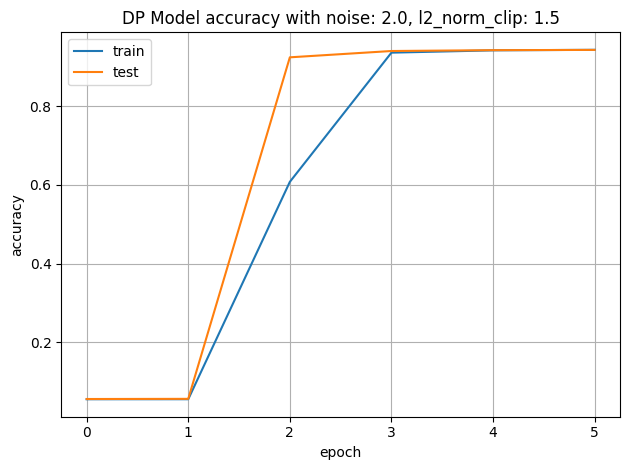 DP Model accuracy with noise: 2.0, l2_norm_clip: 1.5
train
test
0.8
0.6
0.4
0.2
accuracy
0 1 2 3 4 5
epoch